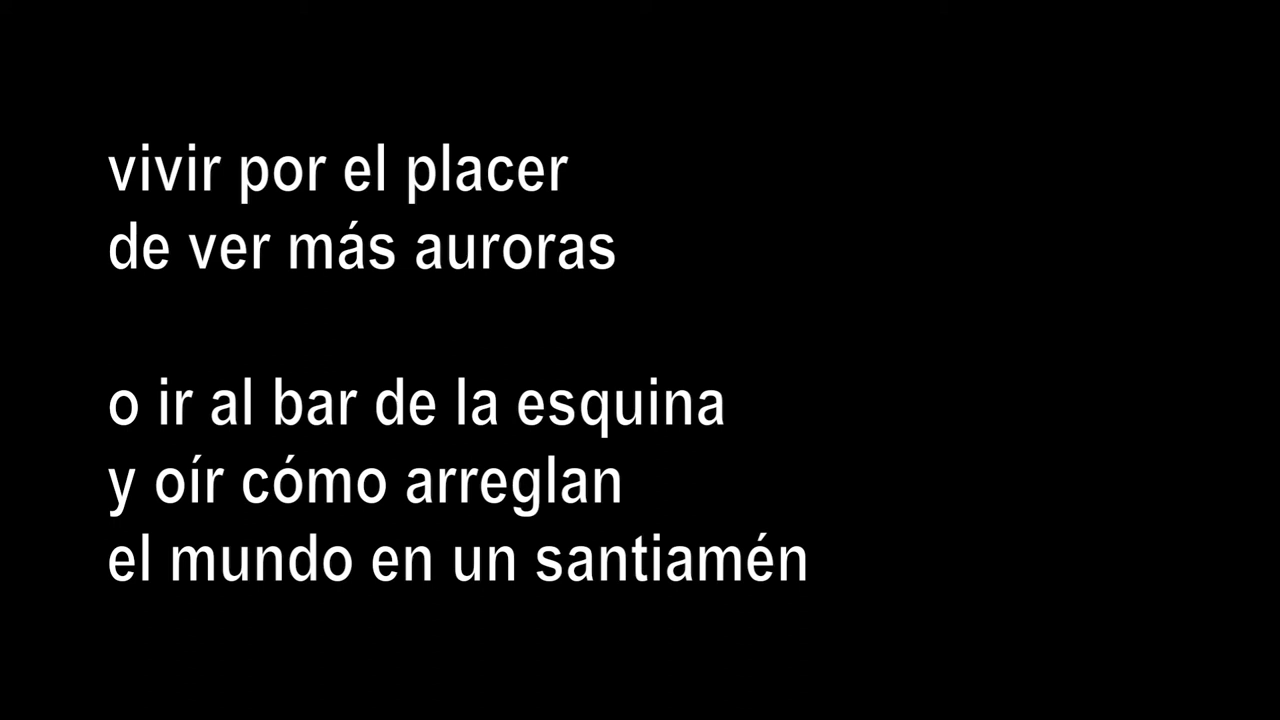 vivir por el placer
de ver más auroras
o ir al bar de la esquina
y oír cómo arreglan
el mundo en un santiamén